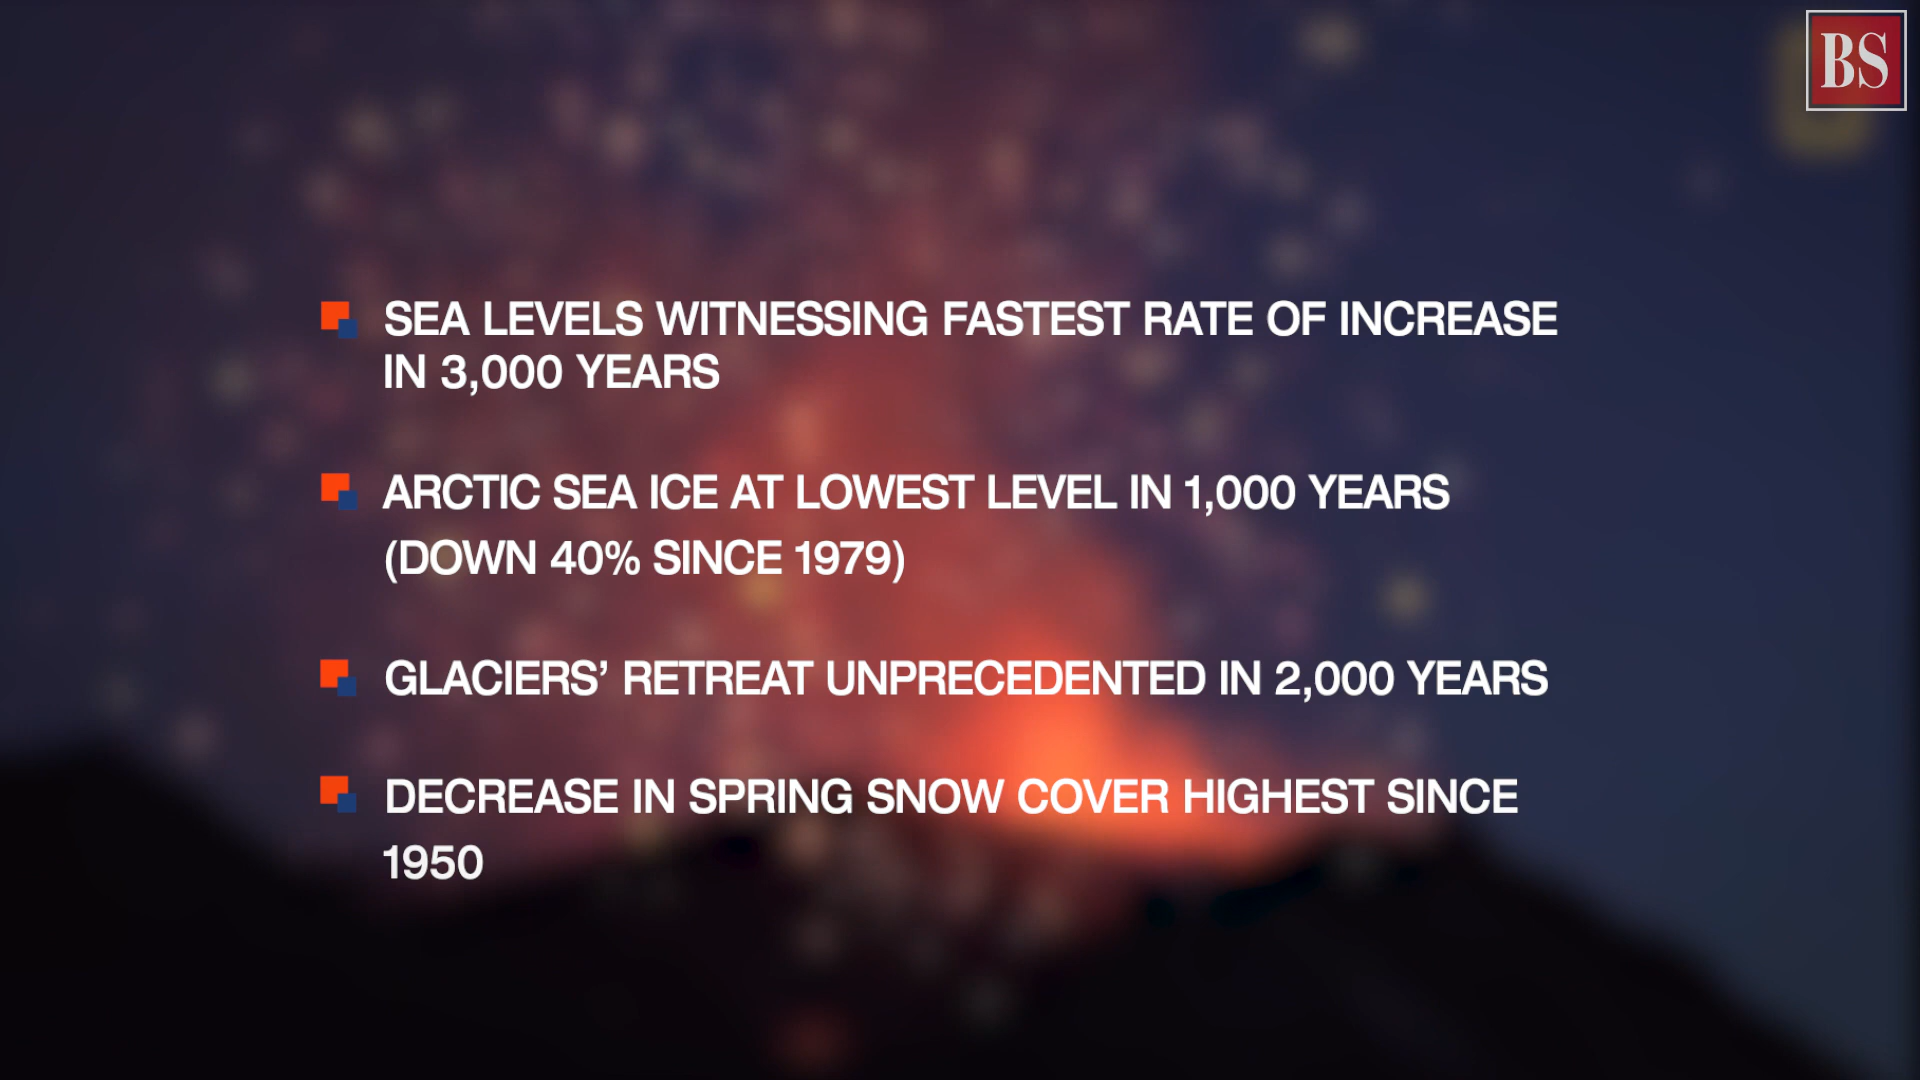 BS
SEA LEVELS WITNESSING FASTEST RATE OF INCREASE
IN 3,000 YEARS
ARCTIC SEA ICE AT LOWEST LEVEL IN 1,000 YEARS
(DOWN 40% SINCE 1979)
GLACIERS’ RETREAT UNPRECEDENTED IN 2,000 YEARS
DECREASE IN SPRING SNOW COVER HIGHEST SINCE
1950